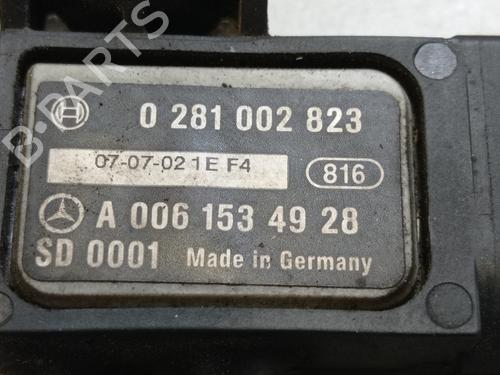 B-PARTS
0 281 002 823
07-07-02 1E F4
816
A 006 153 49 28
SD 0001 Made in Germany